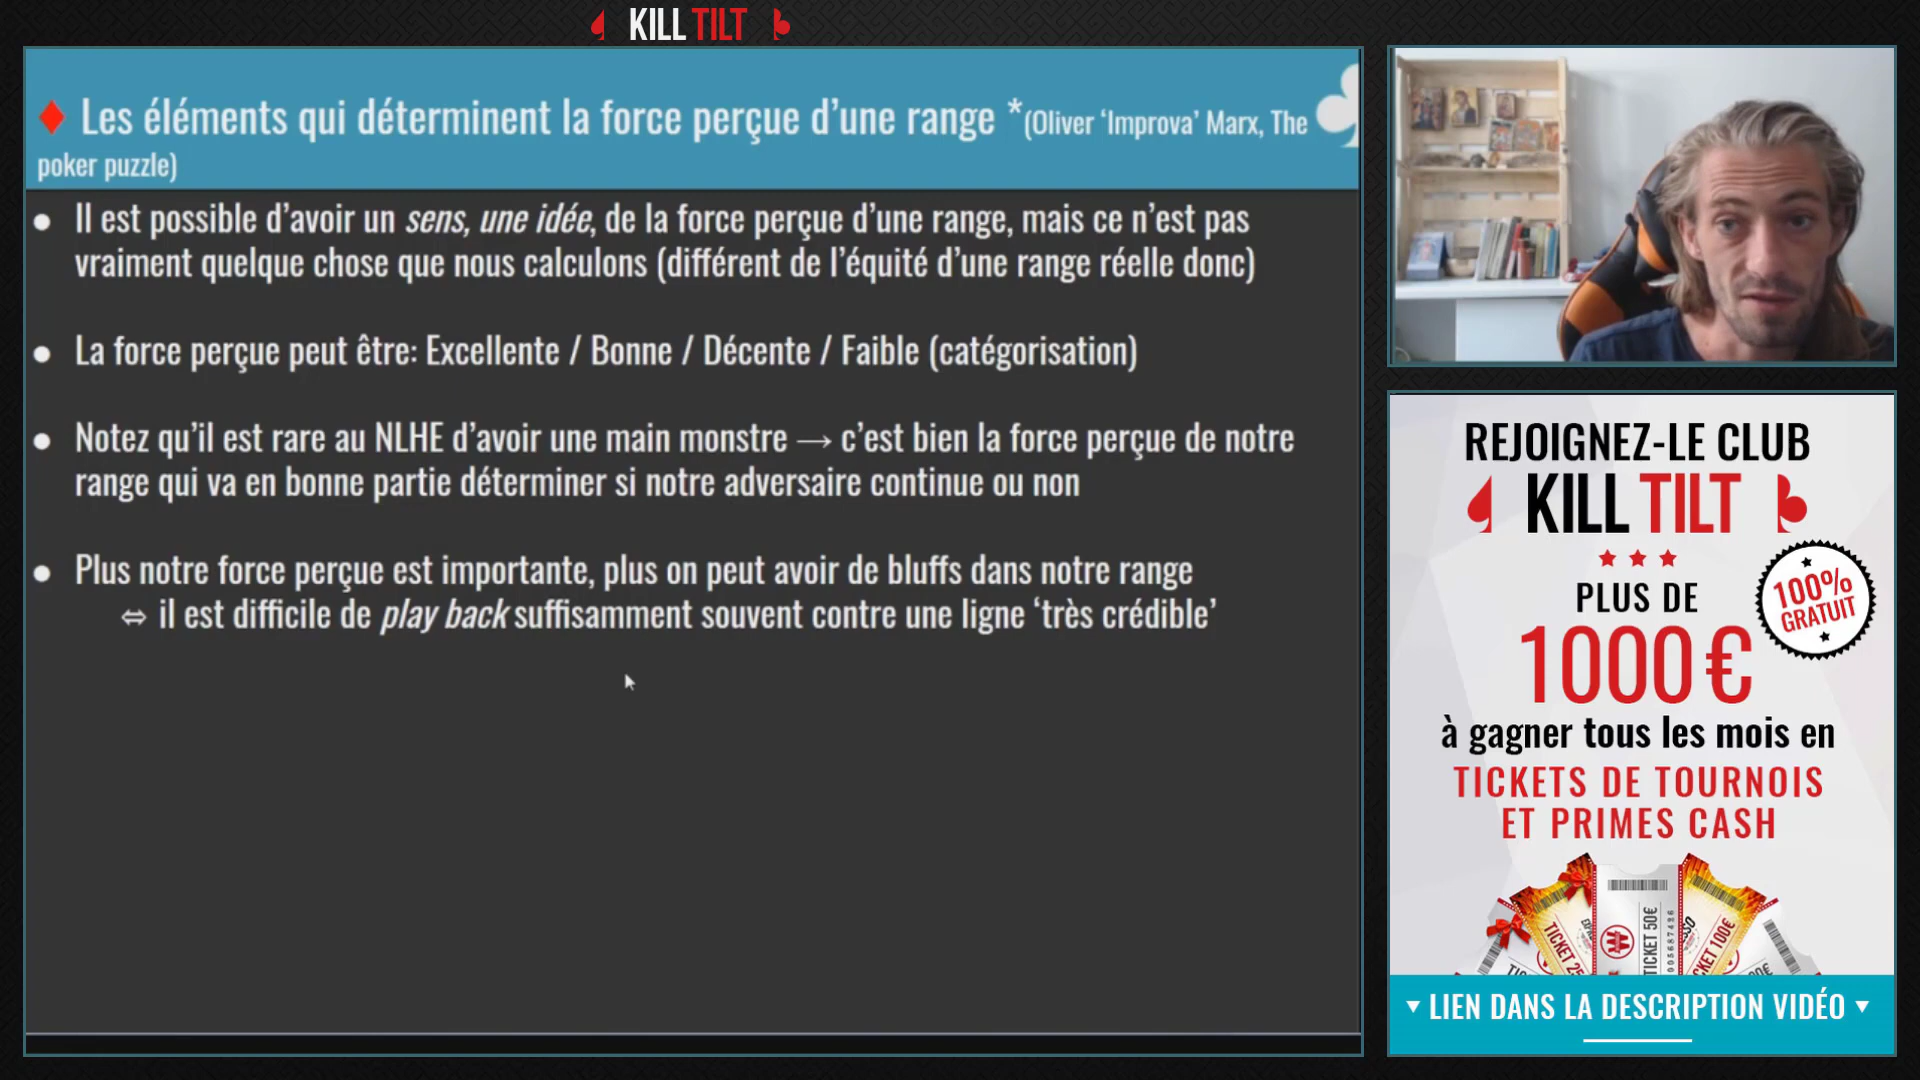 KILL TILT
Les éléments qui déterminent la force perçue d’une range *(Oliver ‘Improva’ Marx, The
poker puzzle)
● Il est possible d’avoir un sens, une idée, de la force perçue d’une range, mais ce n’est pas
vraiment quelque chose que nous calculons (différent de l’équité d’une range réelle donc)
● La force perçue peut être: Excellente / Bonne / Décente / Faible (catégorisation)
● Notez qu’il est rare au NLHE d’avoir une main monstre → c’est bien la force perçue de notre
range qui va en bonne partie déterminer si notre adversaire continue ou non
● Plus notre force perçue est importante, plus on peut avoir de bluffs dans notre range
⇔ il est difficile de play back suffisamment souvent contre une ligne ‘très crédible’
REJOIGNEZ-LE CLUB
KILL TILT
PLUS DE
100%
GRATUIT
1000 €
à gagner tous les mois en
TICKETS DE TOURNOIS
ET PRIMES CASH
TICKET 50€
TICKET 100€
LIEN DANS LA DESCRIPTION VIDÉO